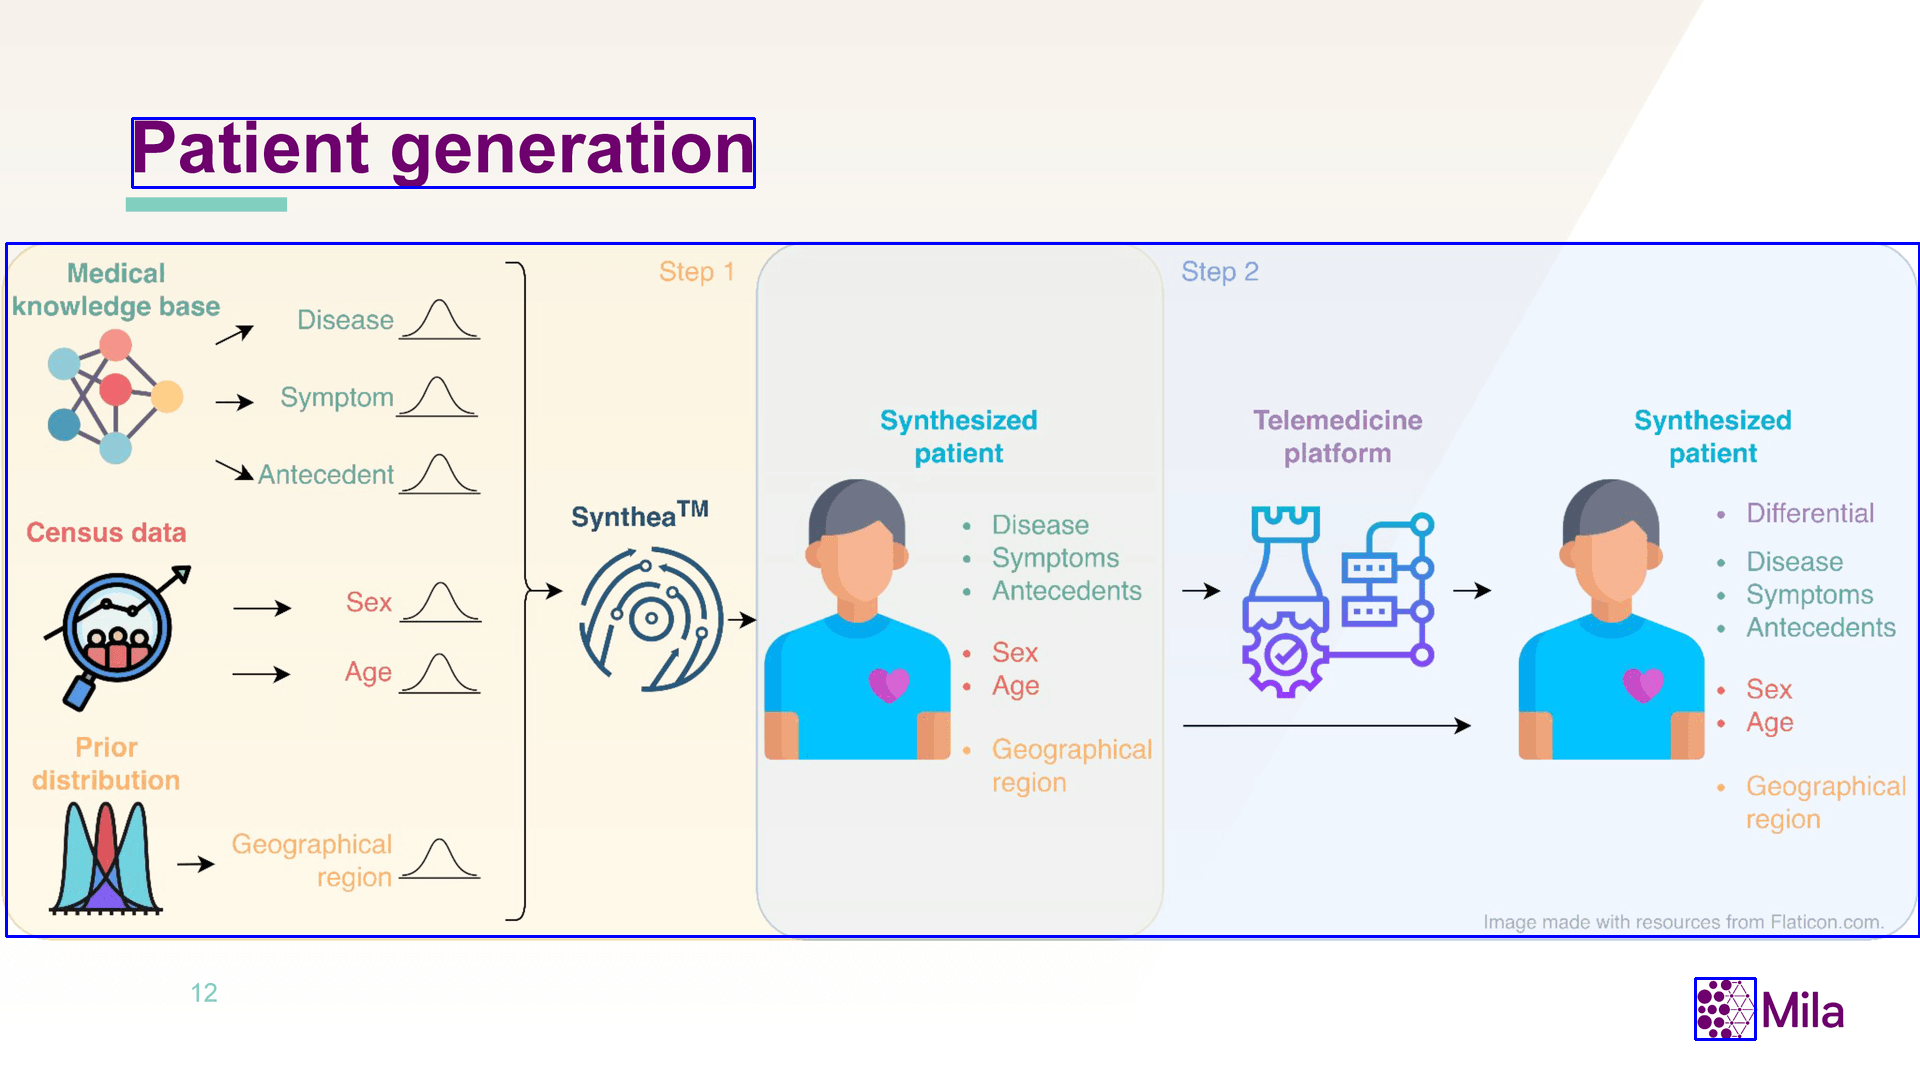 Patient generation
Step 1
Step 2
Medical
knowledge base
Disease
Symptom
Antecedent
Census data
Sex
Age
Prior
distribution
Geographical
region
Synthea™
Synthesized
patient
• Disease
• Symptoms
• Antecedents
• Sex
• Age
• Geographical
region
Telemedicine
platform
Synthesized
patient
• Differential
• Disease
• Symptoms
• Antecedents
• Sex
• Age
• Geographical
region
Image made with resources from Flaticon.com.
12
Mila